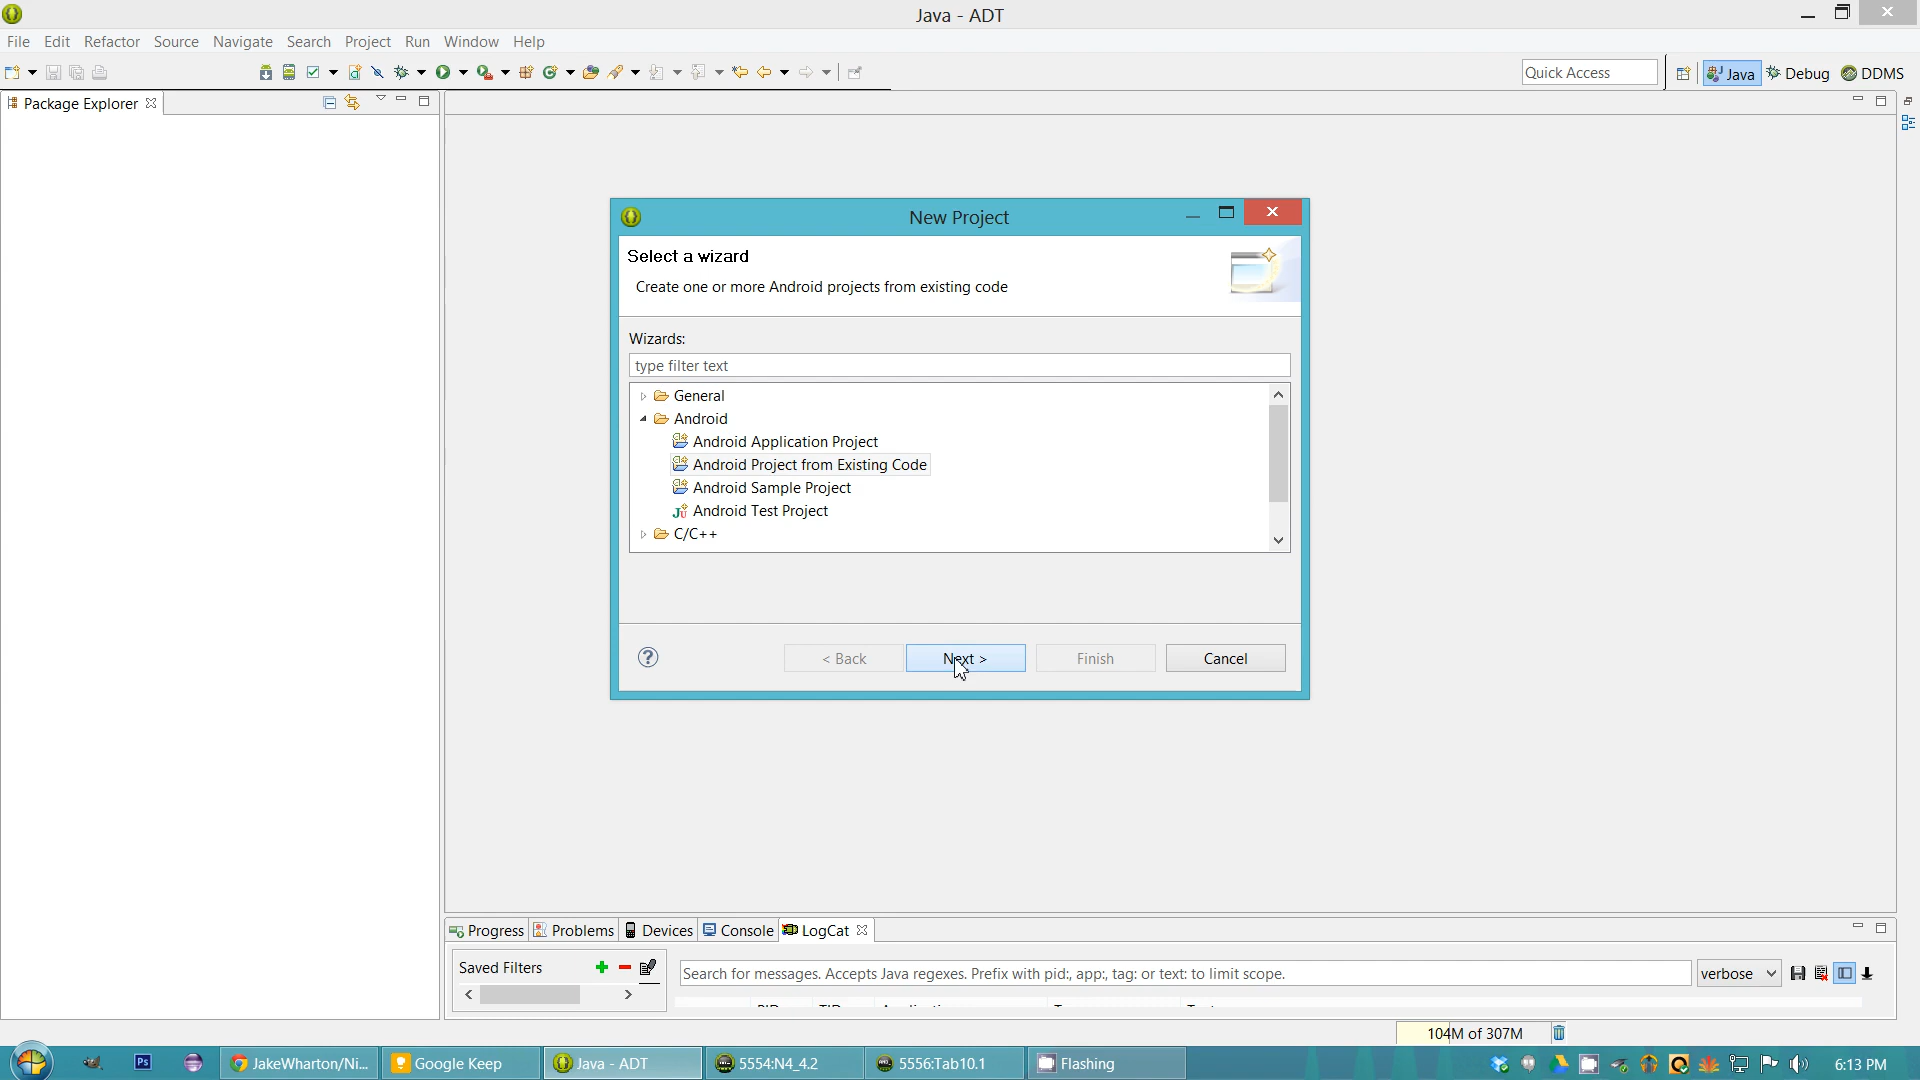 Java - ADT
File Edit Refactor Source Navigate Search Project Run Window Help
Quick Access Java Debug DDMS
Package Explorer
New Project
Select a wizard
Create one or more Android projects from existing code
Wizards:
type filter text
General
Android
Android Application Project
Android Project from Existing Code
Android Sample Project
Android Test Project
C/C++
< Back Next > Finish Cancel
Progress Problems Devices Console LogCat
Saved Filters
Search for messages. Accepts Java regexes. Prefix with pid:, app:, tag: or text: to limit scope. verbose
104M of 307M
Ps JakeWharton/Ni... Google Keep Java - ADT 5554:N4_4.2 5556:Tab10.1 Flashing 6:13 PM